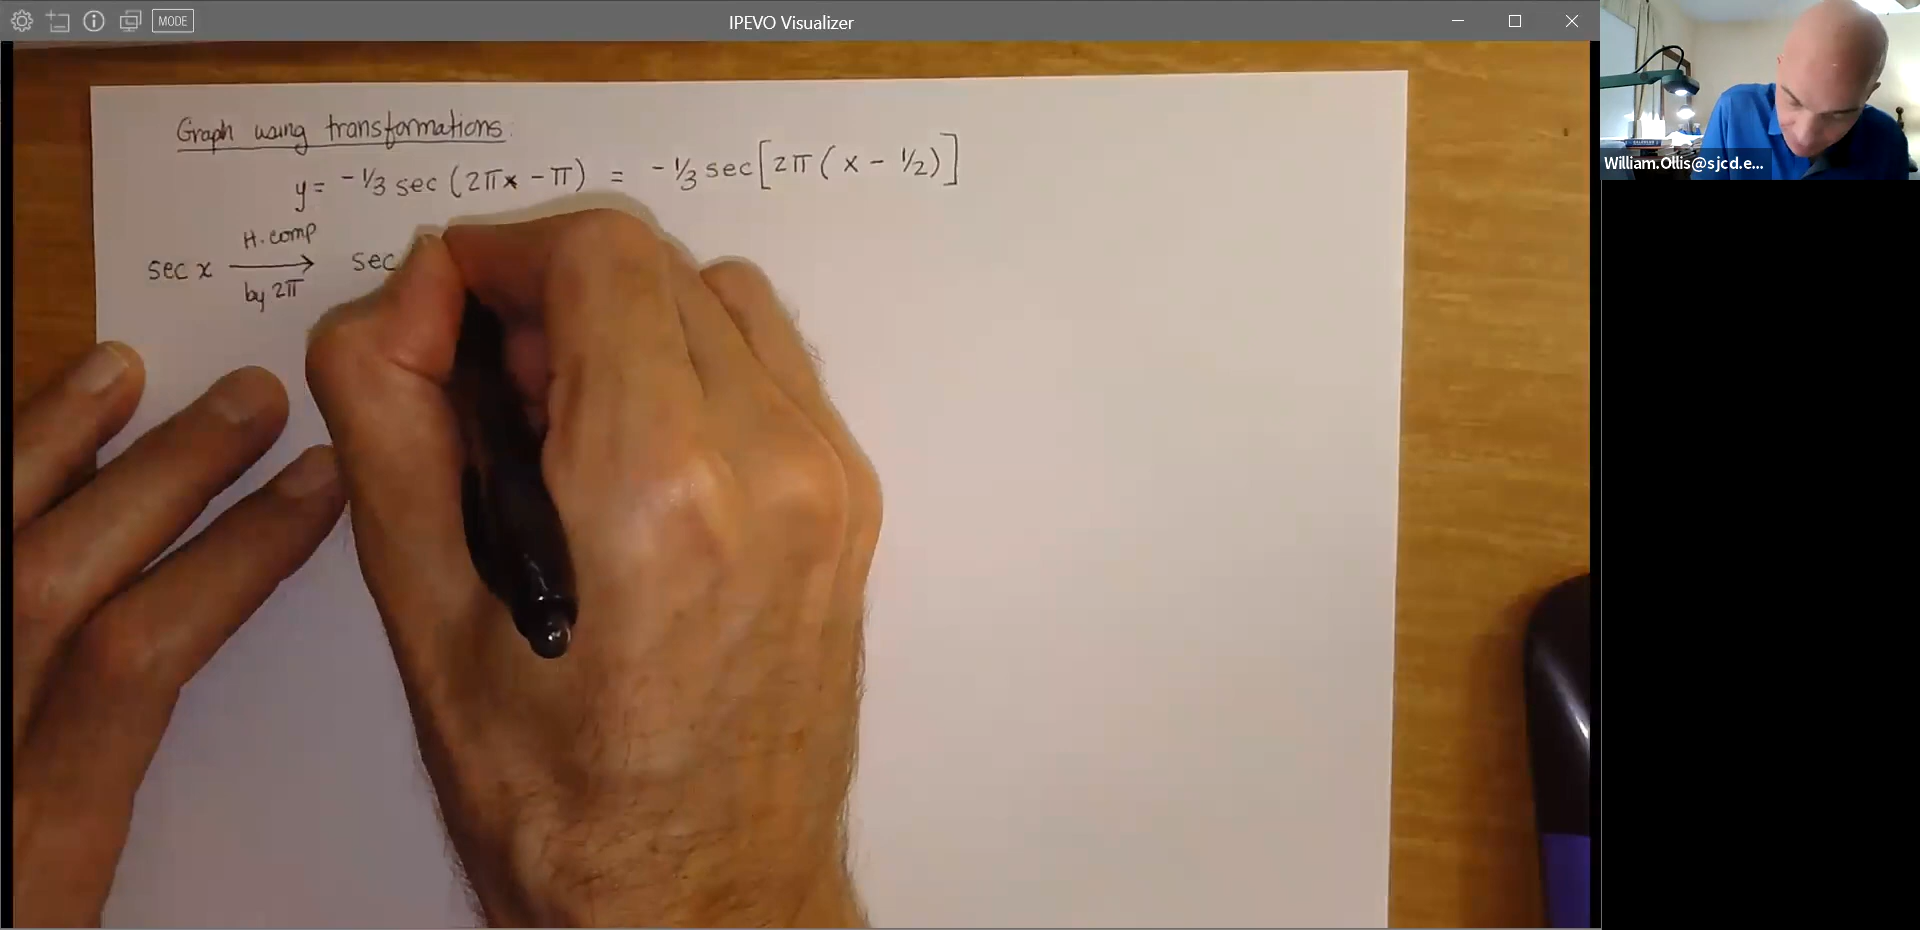 MODE
IPEVO Visualizer
William.Ollis@sjcd.e...
Graph using transformations:
y = -1/3 sec (2πx - π) = -1/3 sec[2π(x - 1/2)]
H. comp
sec x → sec
by 2π